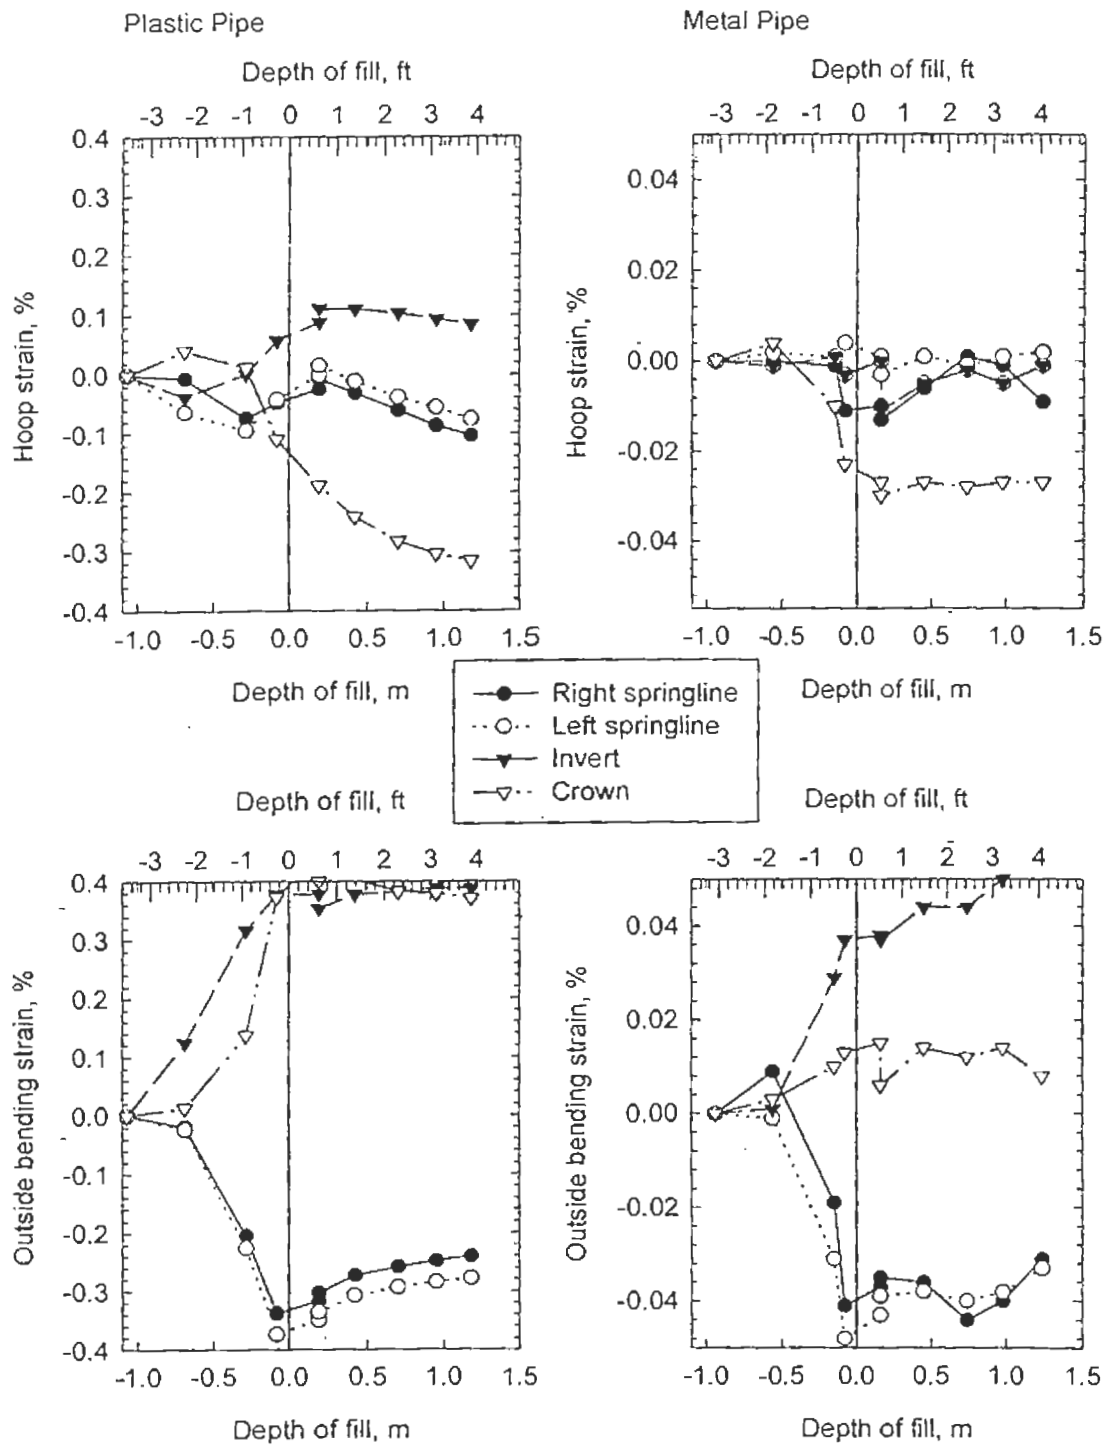 Plastic Pipe
Depth of fill, ft
-3 -2 -1 0 1 2 3 4
0.4
0.3
0.2
0.1
0.0
-0.1
-0.2
-0.3
-0.4
Hoop strain, %
-1.0 -0.5 0.0 0.5 1.0 1.5
Depth of fill, m
Metal Pipe
Depth of fill, ft
-3 -2 -1 0 1 2 3 4
0.04
0.02
0.00
-0.02
-0.04
Hoop strain, %
-1.0 -0.5 0.0 0.5 1.0 1.5
Depth of fill, m
Right springline
Left springline
Invert
Crown
Depth of fill, ft
-3 -2 -1 0 1 2 3 4
0.4
0.3
0.2
0.1
0.0
-0.1
-0.2
-0.3
-0.4
Outside bending strain, %
-1.0 -0.5 0.0 0.5 1.0 1.5
Depth of fill, m
Depth of fill, ft
-3 -2 -1 0 1 2 3 4
0.04
0.02
0.00
-0.02
-0.04
Outside bending strain, %
-1.0 -0.5 0.0 0.5 1.0 1.5
Depth of fill, m